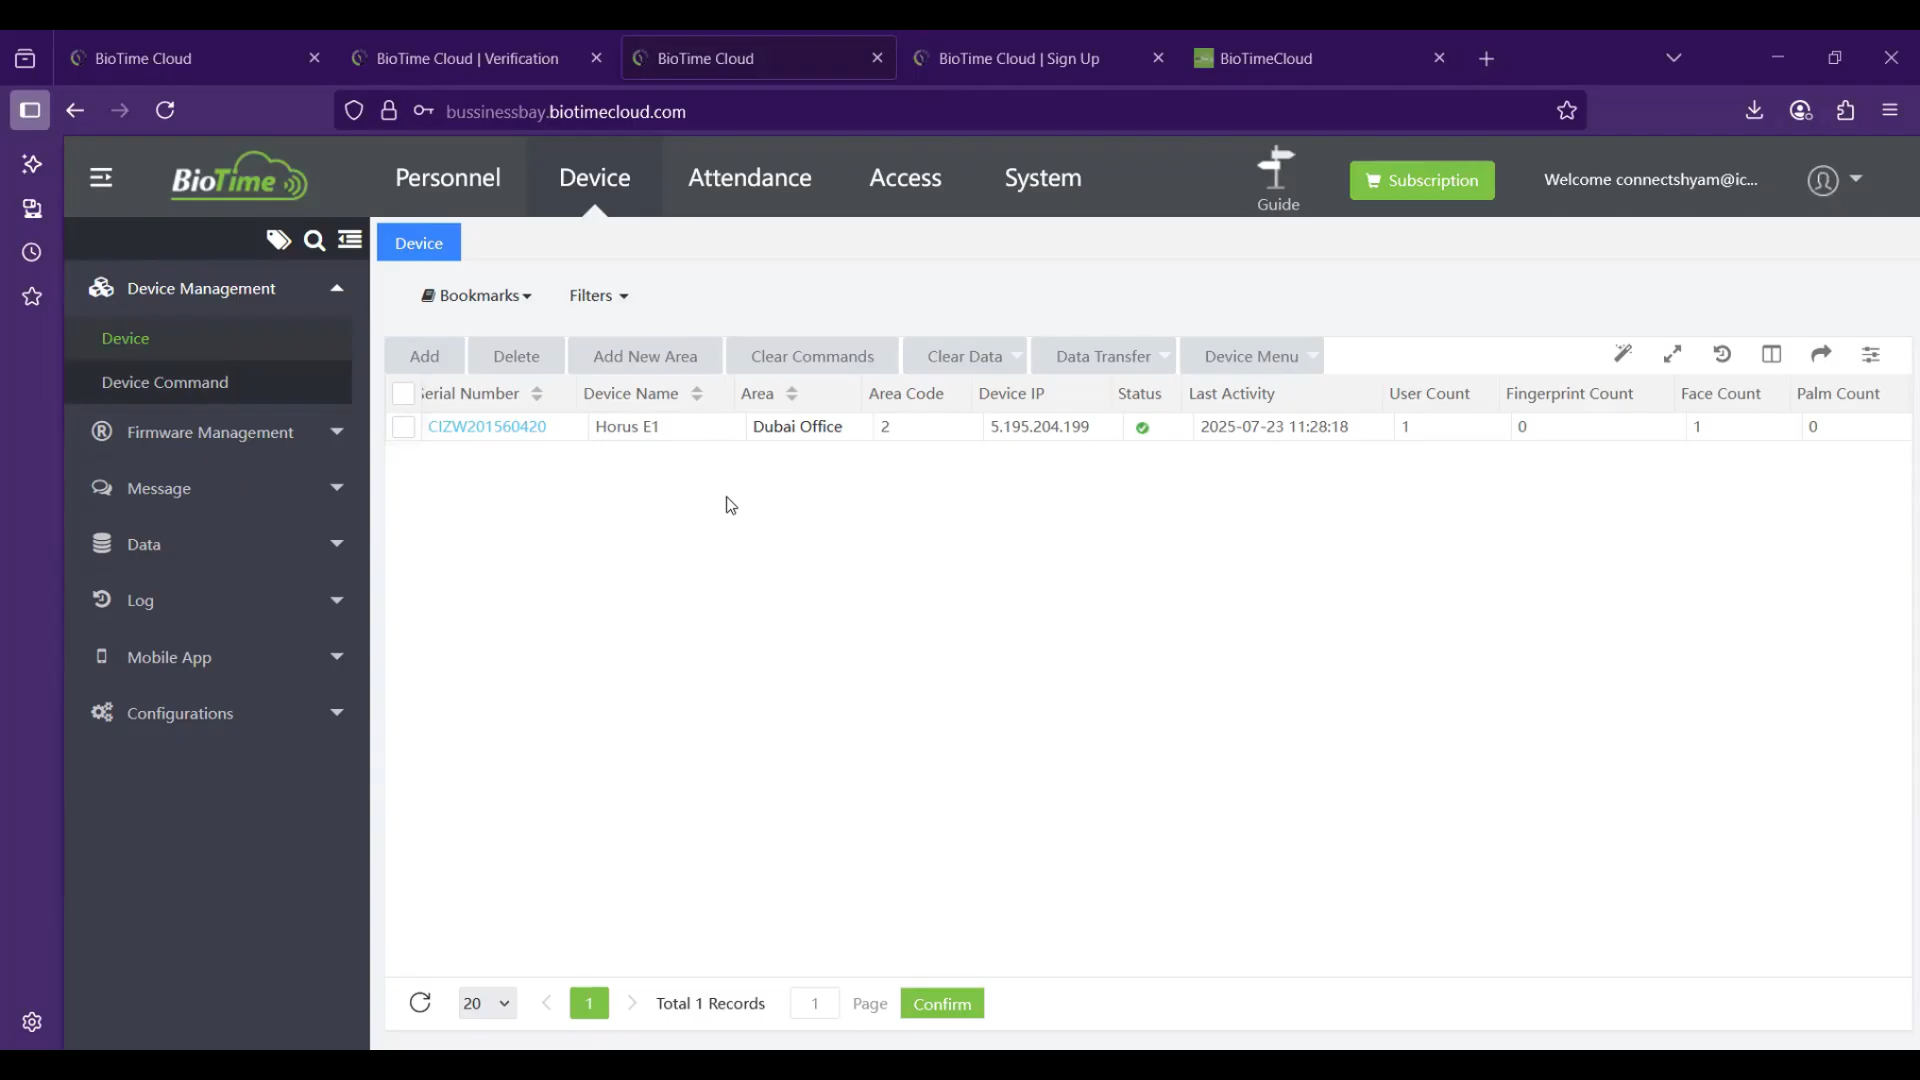 BioTime Cloud
BioTime Cloud | Verification
BioTime Cloud
BioTime Cloud | Sign Up
BioTimeCloud
bussinessbay.biotimecloud.com
BioTime
Personnel
Device
Attendance
Access
System
Guide
Subscription
Welcome connectshyam@ic...
Device Management
Device
Device Command
Firmware Management
Message
Data
Log
Mobile App
Configurations
Device
Bookmarks
Filters
Add
Delete
Add New Area
Clear Commands
Clear Data
Data Transfer
Device Menu
Serial Number Device Name Area Area Code Device IP Status Last Activity User Count Fingerprint Count Face Count Palm Count
CIZW201560420 Horus E1 Dubai Office 2 5.195.204.199 2025-07-23 11:28:18 1 0 1 0
20 1 Total 1 Records 1 Page Confirm